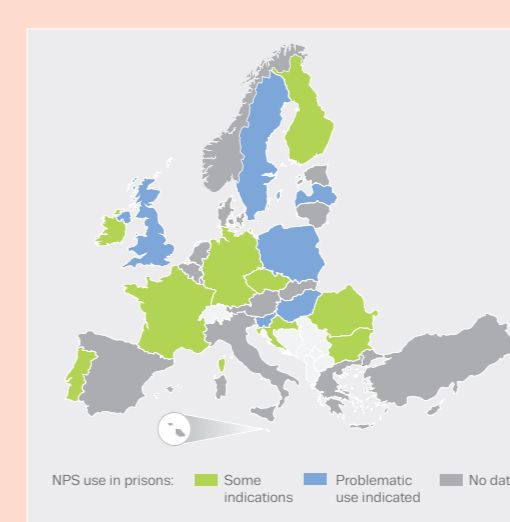 NPS use in prisons:
Some
indications
Problematic
use indicated
No dat